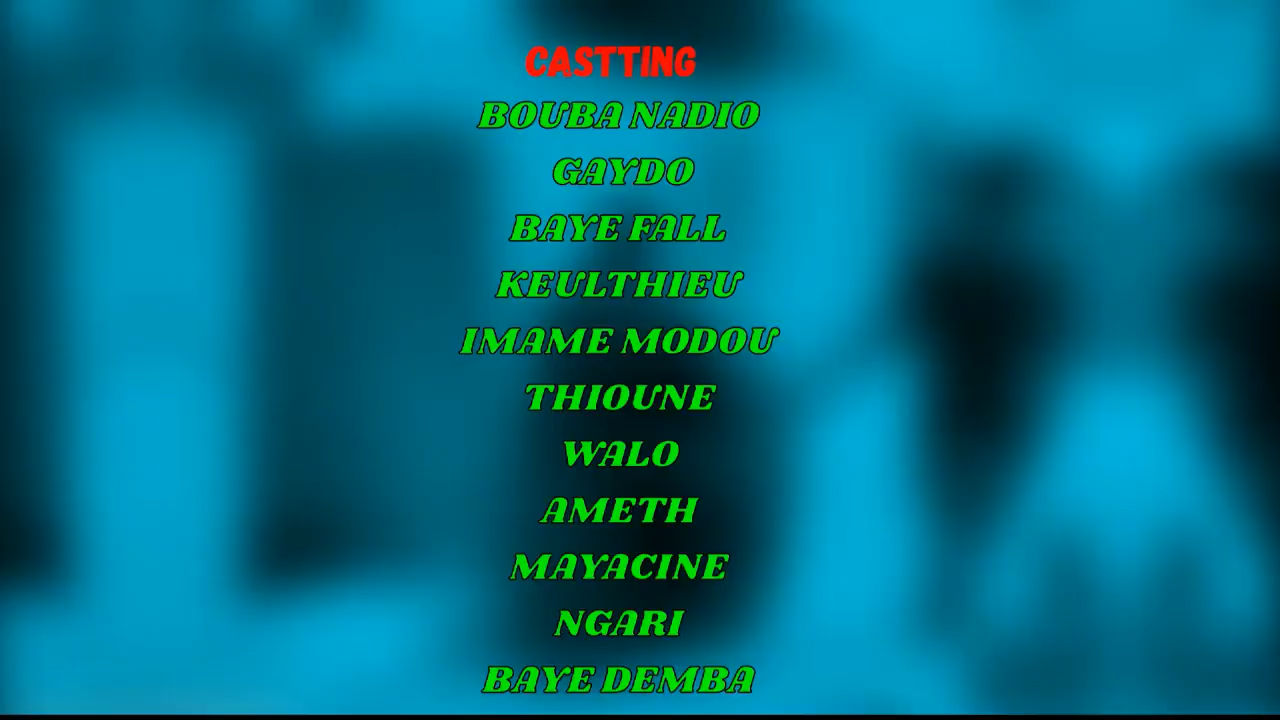 CASTTING
BOUBA NADIO
GAYDO
BAYE FALL
KEULTHIEU
IMAME MODOU
THIOUNE
WALO
AMETH
MAYACINE
NGARI
BAYE DEMBA